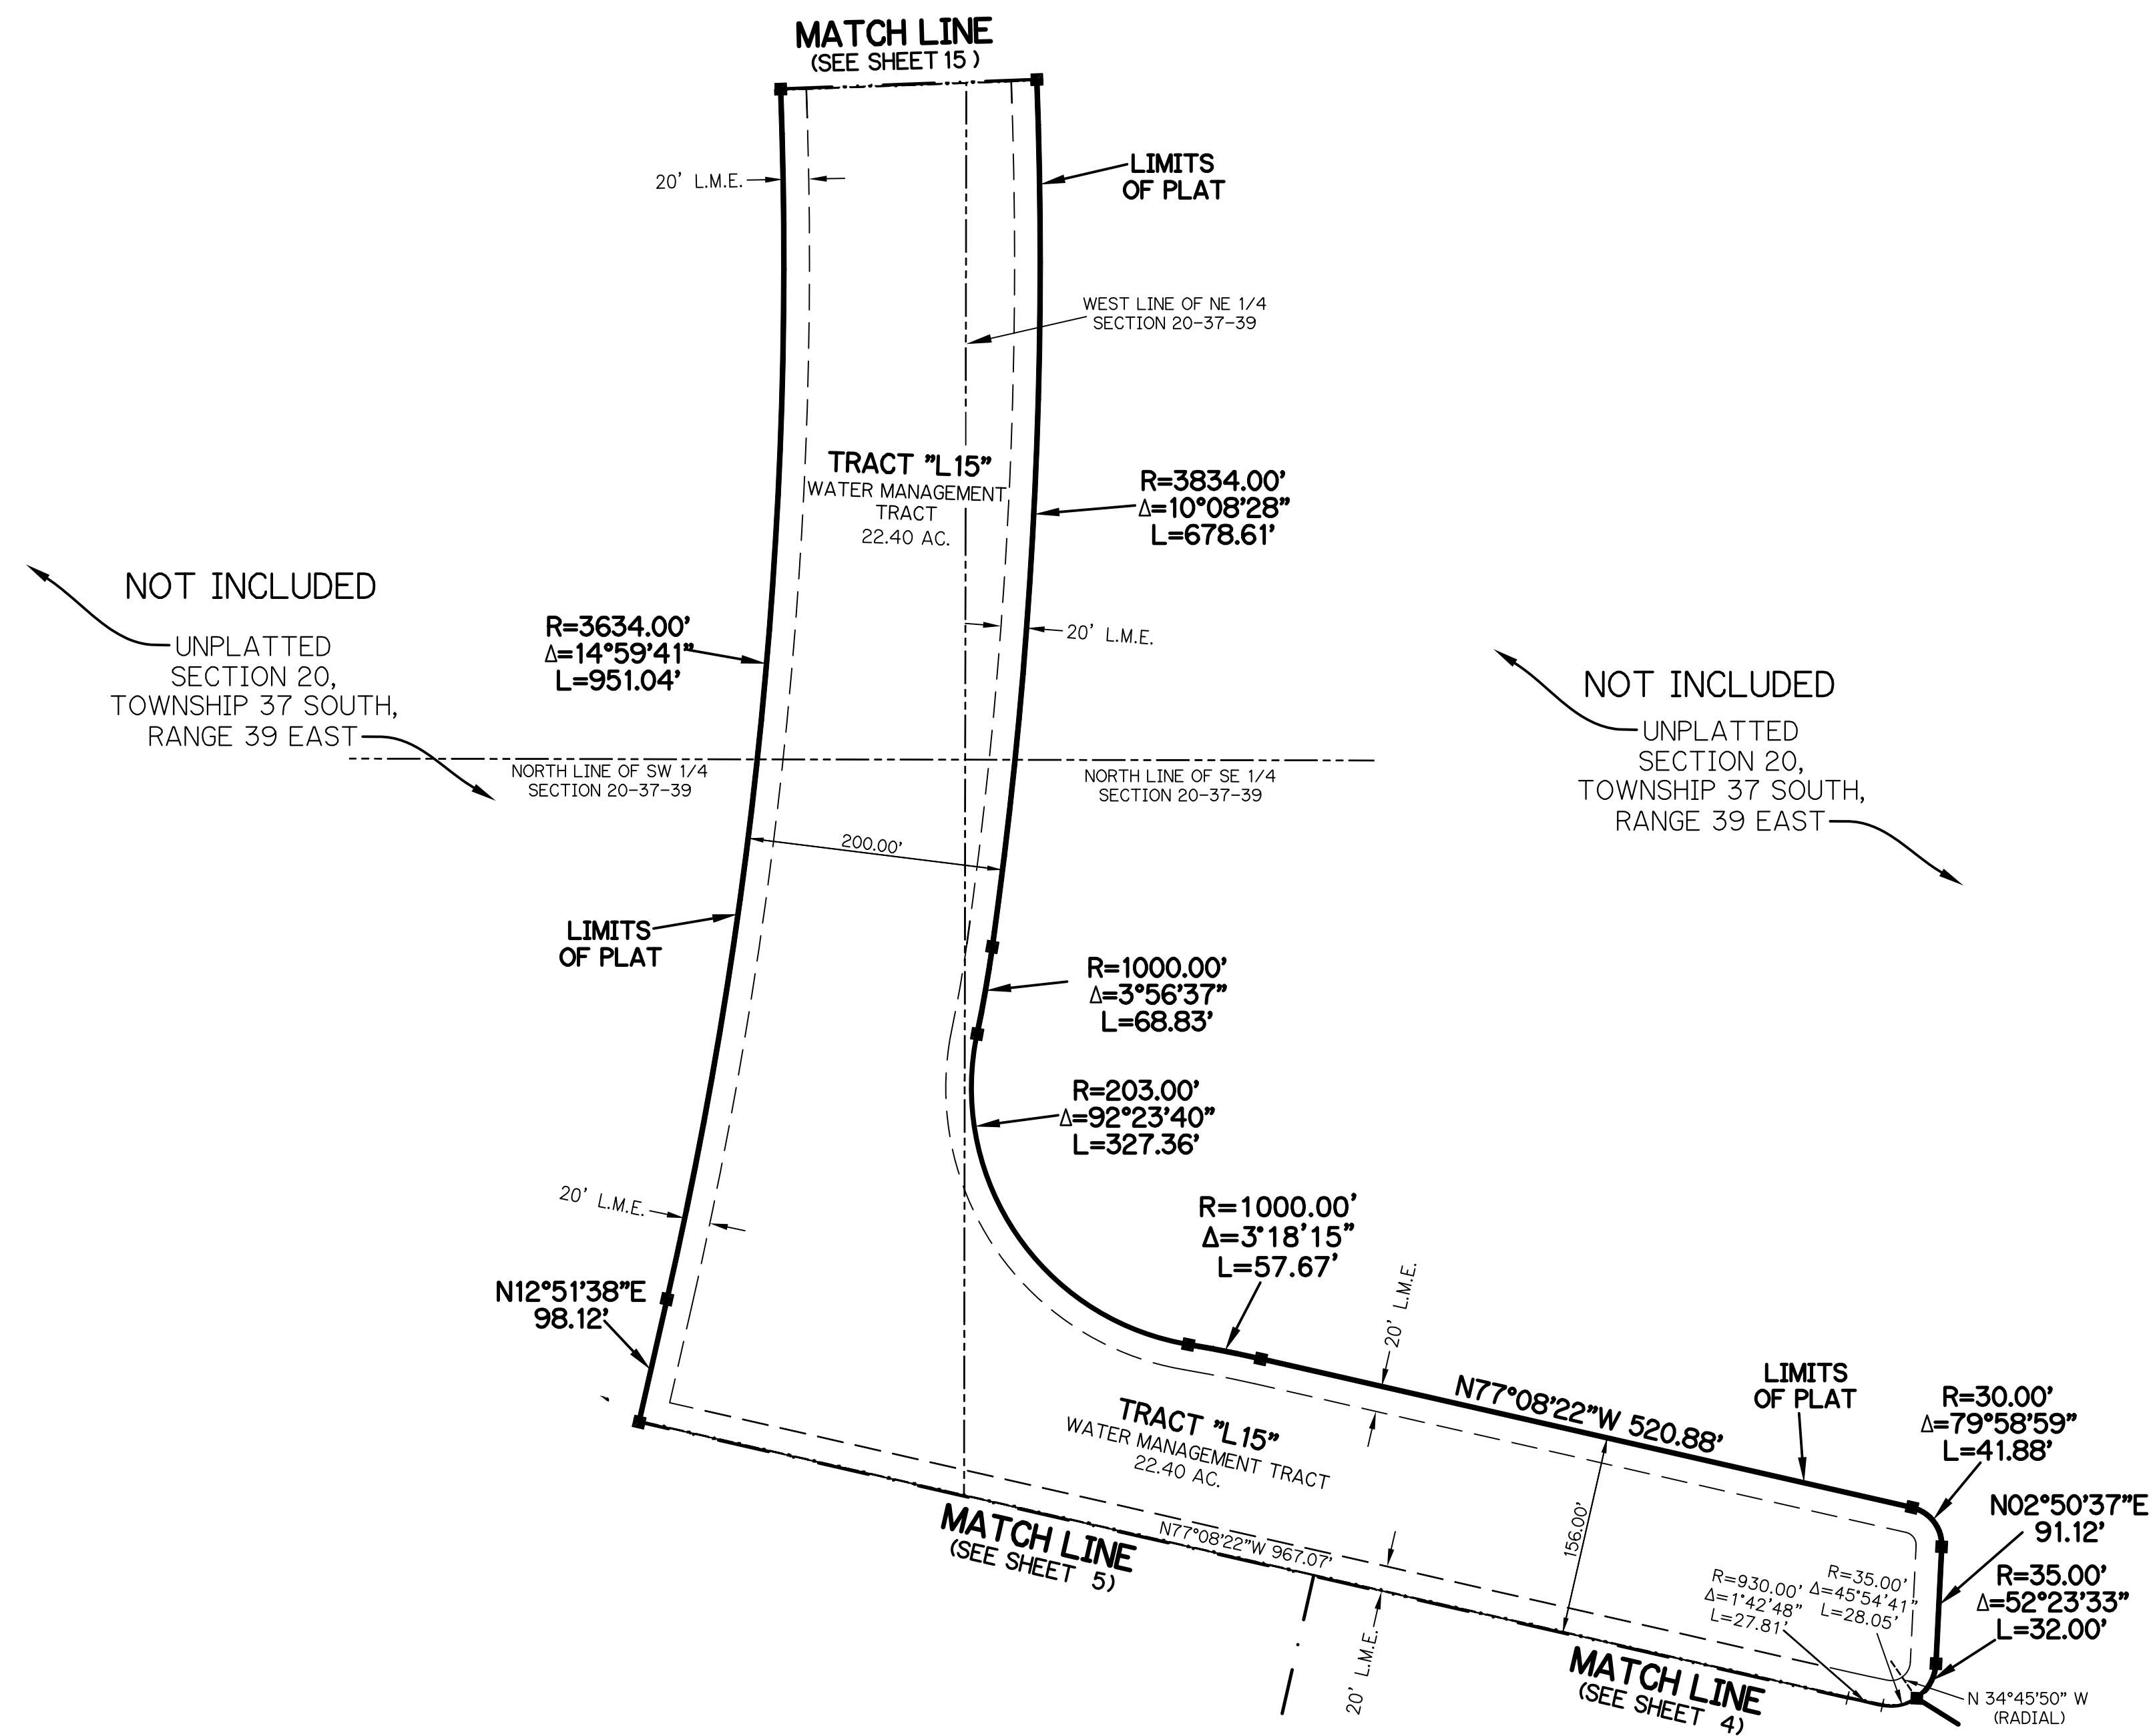 MATCH LINE
(SEE SHEET 15 )
20' L.M.E.
LIMITS
OF PLAT
WEST LINE OF NE 1/4
SECTION 20-37-39
TRACT "L15"
WATER MANAGEMENT
TRACT
22.40 AC.
R=3834.00'
Δ=10°08'28"
L=678.61'
NOT INCLUDED
UNPLATTED
SECTION 20,
TOWNSHIP 37 SOUTH,
RANGE 39 EAST
R=3634.00'
Δ=14°59'41"
L=951.04'
20' L.M.E.
NOT INCLUDED
UNPLATTED
SECTION 20,
TOWNSHIP 37 SOUTH,
RANGE 39 EAST
NORTH LINE OF SW 1/4
SECTION 20-37-39
NORTH LINE OF SE 1/4
SECTION 20-37-39
200.00'
LIMITS
OF PLAT
R=1000.00'
Δ=3°56'37"
L=68.83'
R=203.00'
Δ=92°23'40"
L=327.36'
20' L.M.E.
R=1000.00'
Δ=3°18'15"
L=57.67'
N12°51'38"E
98.12'
20' L.M.E.
N77°08'22"W 520.88'
LIMITS
OF PLAT
R=30.00'
Δ=79°58'59"
L=41.88'
TRACT "L15"
WATER MANAGEMENT TRACT
22.40 AC.
N02°50'37"E
91.12'
MATCH LINE
(SEE SHEET 5)
N77°08'22"W 967.07'
156.00'
R=930.00'
Δ=1°42'48"
L=27.81'
R=35.00'
Δ=45°54'41"
L=28.05'
R=35.00'
Δ=52°23'33"
L=32.00'
20' L.M.E.
MATCH LINE
(SEE SHEET 4)
N 34°45'50" W
(RADIAL)